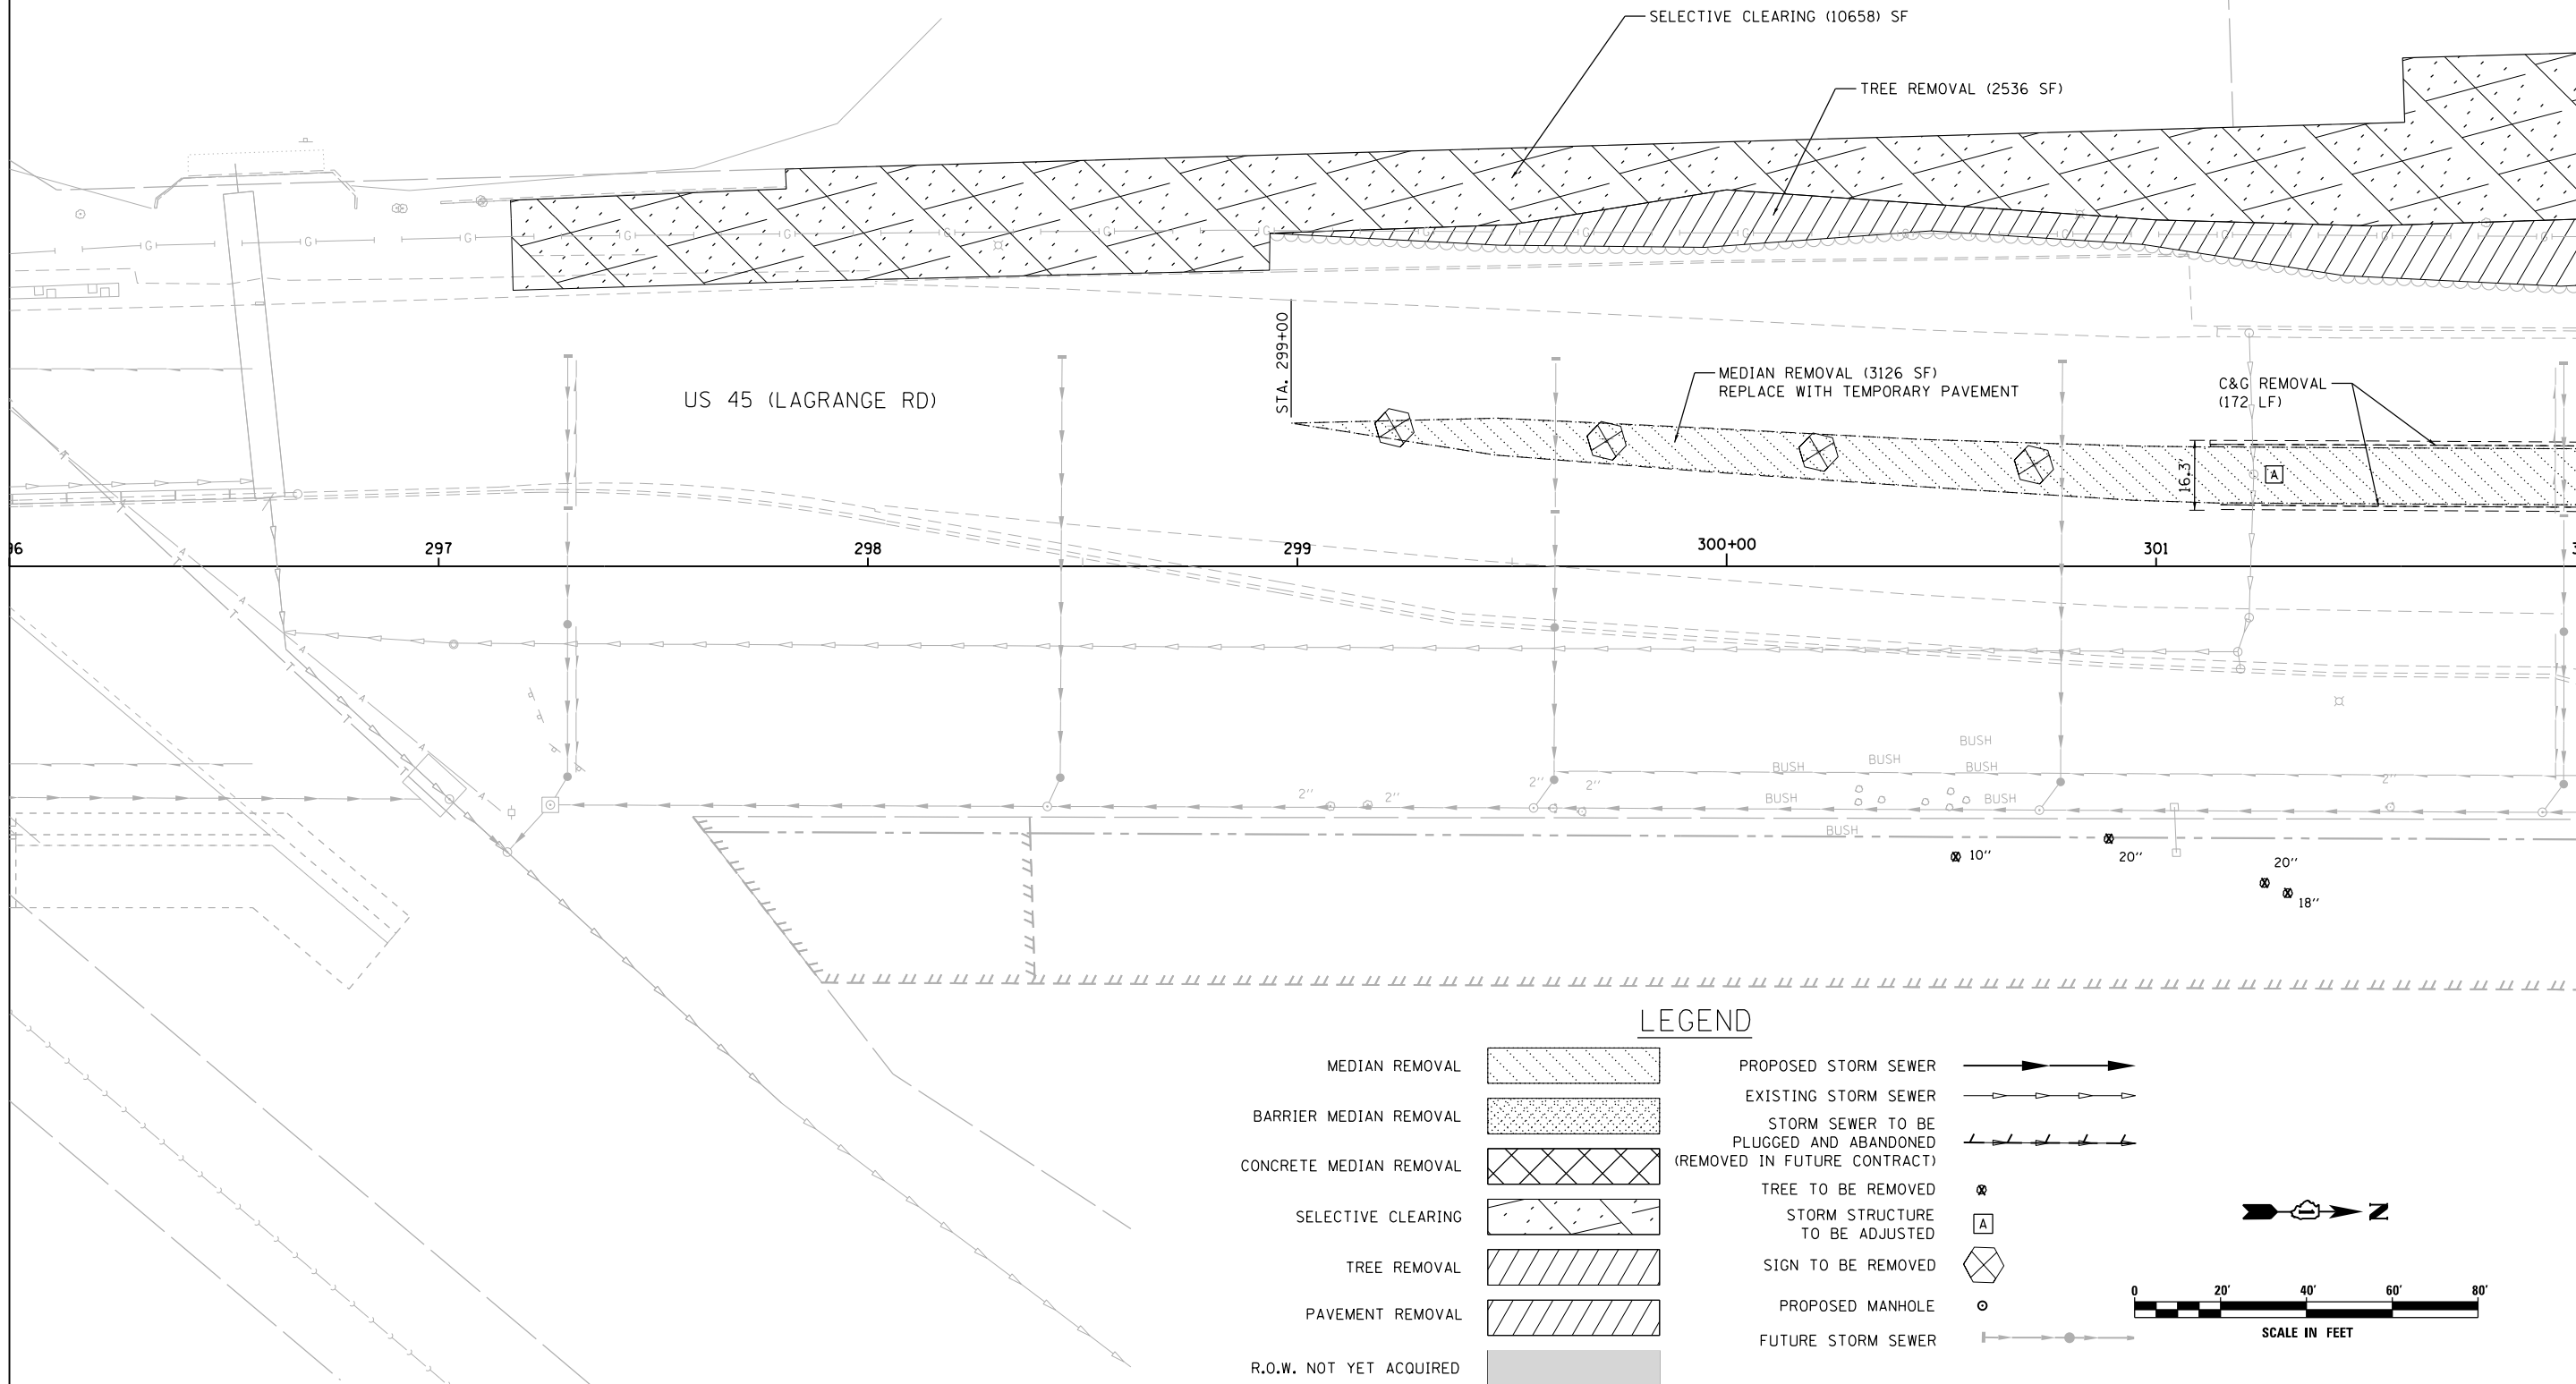 SELECTIVE CLEARING (10658) SF
TREE REMOVAL (2536 SF)
G G G G G G G G G G G G G G G G
STA. 299+00
MEDIAN REMOVAL (3126 SF)
REPLACE WITH TEMPORARY PAVEMENT
C&G REMOVAL
(172 LF)
US 45 (LAGRANGE RD)
16.3'
A
96 297 298 299 300+00 301
A A A A A A A
T T T T T T
BUSH
BUSH
BUSH BUSH
2'' 2'' 2'' 2'' 2''
BUSH BUSH
BUSH
10'' 20'' 20''
18''
LEGEND
MEDIAN REMOVAL
BARRIER MEDIAN REMOVAL
CONCRETE MEDIAN REMOVAL
SELECTIVE CLEARING
TREE REMOVAL
PAVEMENT REMOVAL
R.O.W. NOT YET ACQUIRED
PROPOSED STORM SEWER
EXISTING STORM SEWER
STORM SEWER TO BE
PLUGGED AND ABANDONED
(REMOVED IN FUTURE CONTRACT)
TREE TO BE REMOVED
STORM STRUCTURE
TO BE ADJUSTED
A
SIGN TO BE REMOVED
PROPOSED MANHOLE
FUTURE STORM SEWER
N
0 20' 40' 60' 80'
SCALE IN FEET